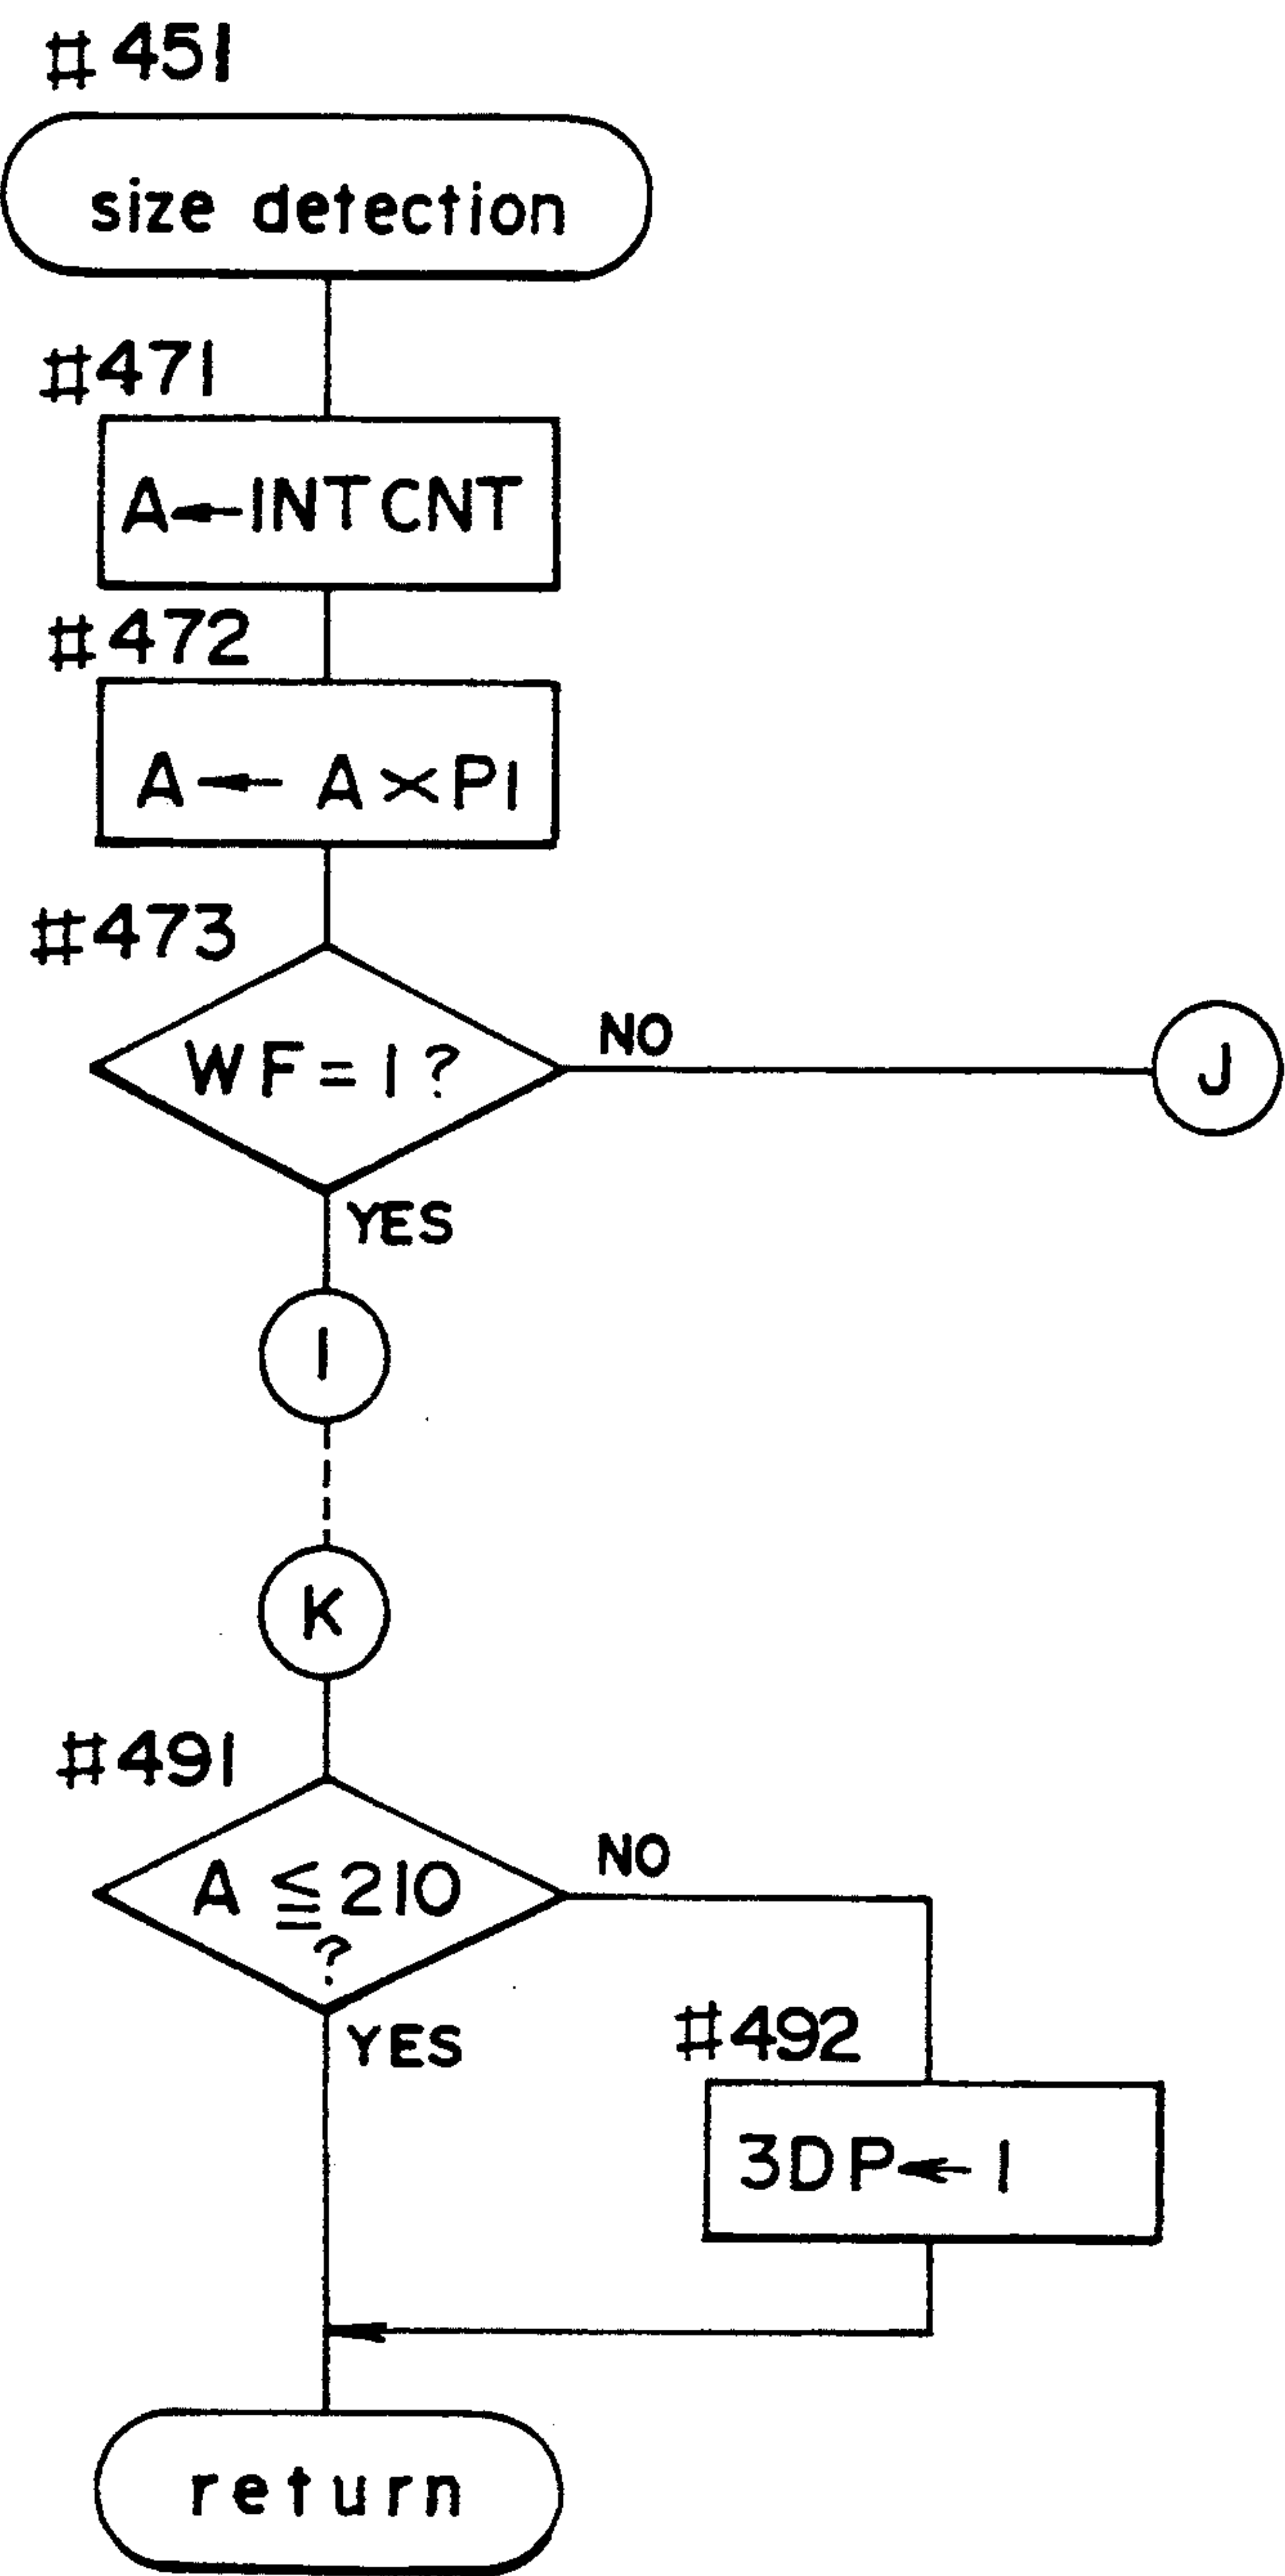 #451
size detection
#471
A←INTCNT
#472
A← A×P1
#473
WF=1?
NO
J
YES
I
K
#491
A≦210
?
NO
YES
#492
3DP←1
return